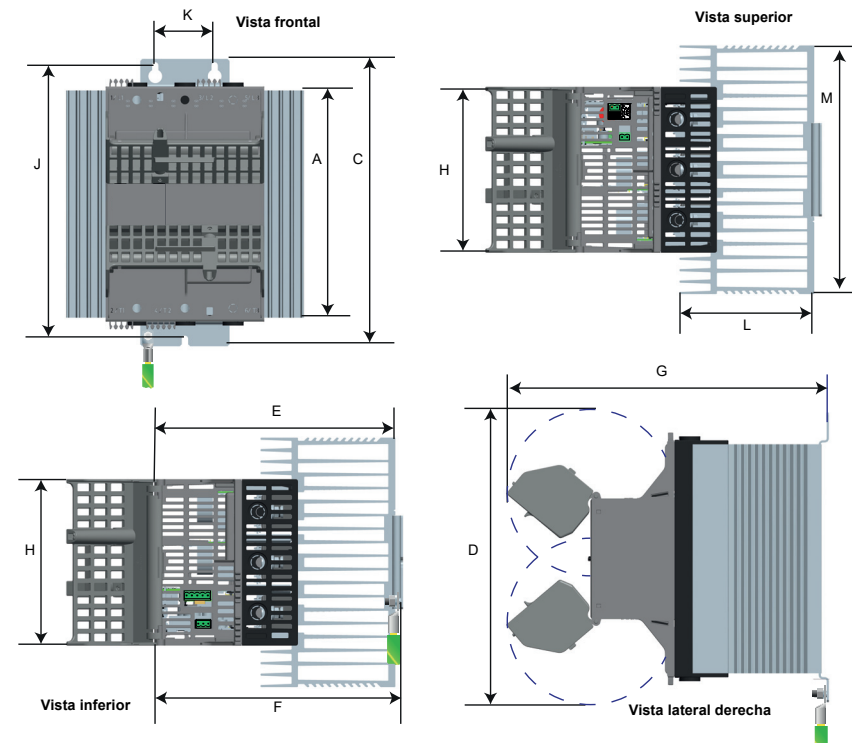 K
Vista frontal
J
A
C
Vista superior
H
M
L
E
H
F
Vista inferior
G
D
Vista lateral derecha